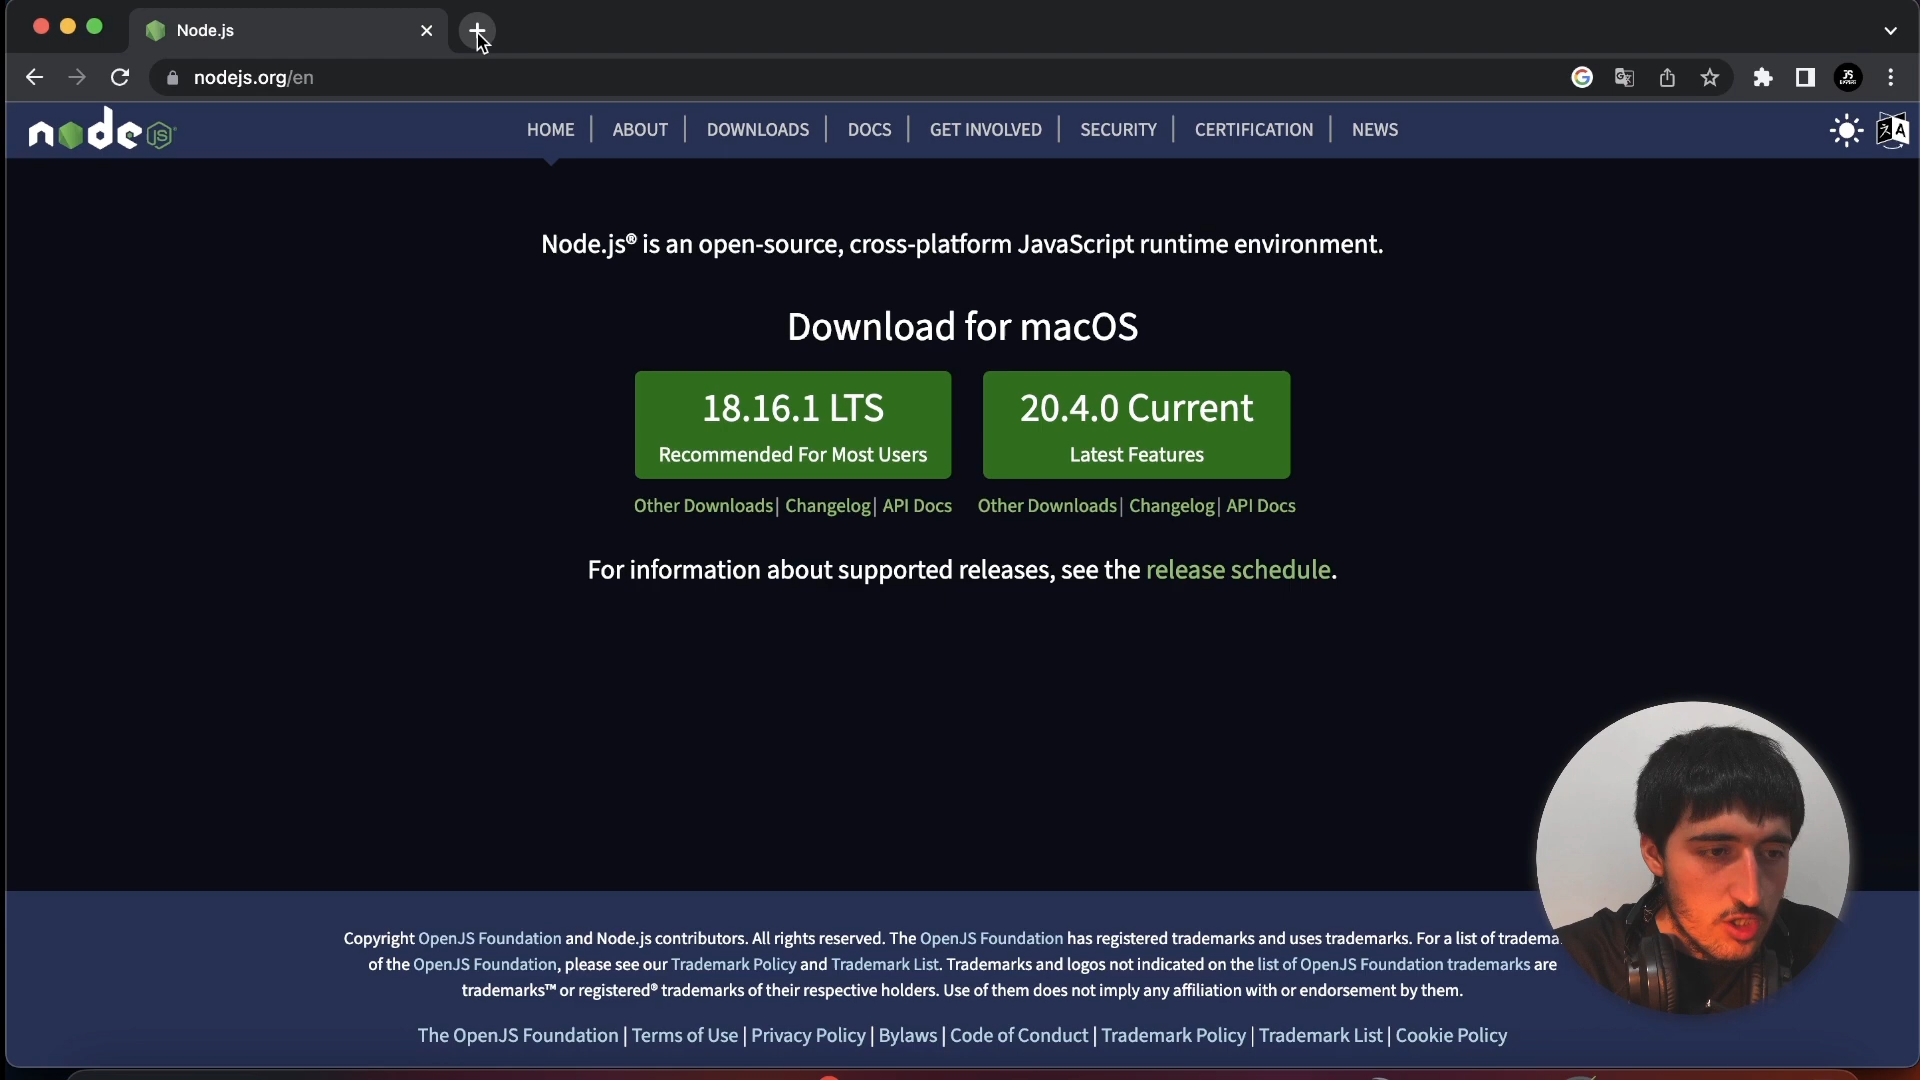 Node.js
nodejs.org/en
node JS
HOME | ABOUT | DOWNLOADS | DOCS | GET INVOLVED | SECURITY | CERTIFICATION | NEWS
Node.js® is an open-source, cross-platform JavaScript runtime environment.
Download for macOS
18.16.1 LTS
Recommended For Most Users
20.4.0 Current
Latest Features
Other Downloads | Changelog | API Docs
Other Downloads | Changelog | API Docs
For information about supported releases, see the release schedule.
Copyright OpenJS Foundation and Node.js contributors. All rights reserved. The OpenJS Foundation has registered trademarks and uses trademarks. For a list of tradema
of the OpenJS Foundation, please see our Trademark Policy and Trademark List. Trademarks and logos not indicated on the list of OpenJS Foundation trademarks are
trademarks™ or registered® trademarks of their respective holders. Use of them does not imply any affiliation with or endorsement by them.
The OpenJS Foundation | Terms of Use | Privacy Policy | Bylaws | Code of Conduct | Trademark Policy | Trademark List | Cookie Policy